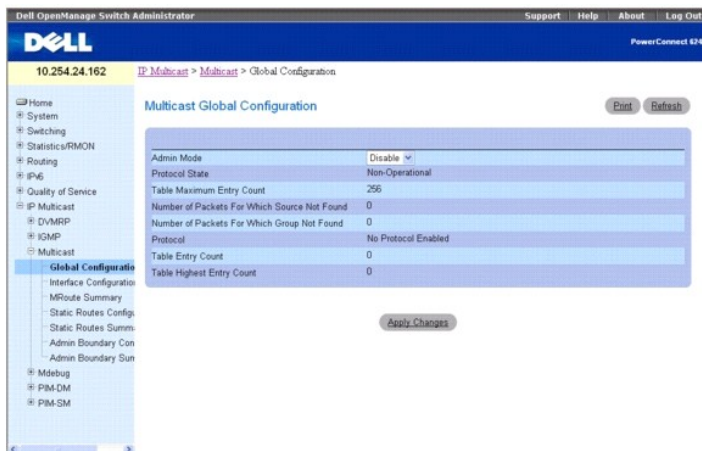 Dell OpenManage Switch Administrator
Support Help About Log Out
DELL
PowerConnect 624
10.254.24.162
IP Multicast > Multicast > Global Configuration
Home
System
Switching
Statistics/RMON
Routing
IPv6
Quality of Service
IP Multicast
DVMRP
IGMP
Multicast
Global Configuratio
Interface Configuration
MRoute Summary
Static Routes Configu
Static Routes Summ
Admin Boundary Con
Admin Boundary Sum
Mdebug
PIM-DM
PIM-SM
Multicast Global Configuration
Print Refresh
Admin Mode Disable
Protocol State Non-Operational
Table Maximum Entry Count 256
Number of Packets For Which Source Not Found 0
Number of Packets For Which Group Not Found 0
Protocol No Protocol Enabled
Table Entry Count 0
Table Highest Entry Count 0
Apply Changes